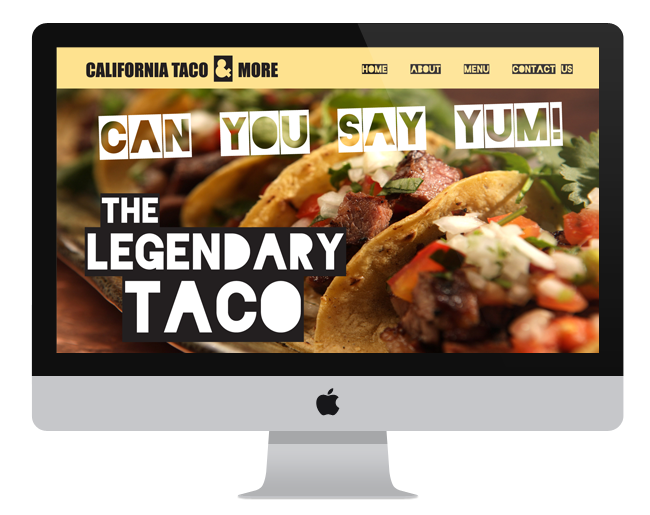 CALIFORNIA TACO & MORE
HOME ABOUT MENU CONTACT US
CAN YOU SAY YUM!
THE
LEGENDARY
TACO